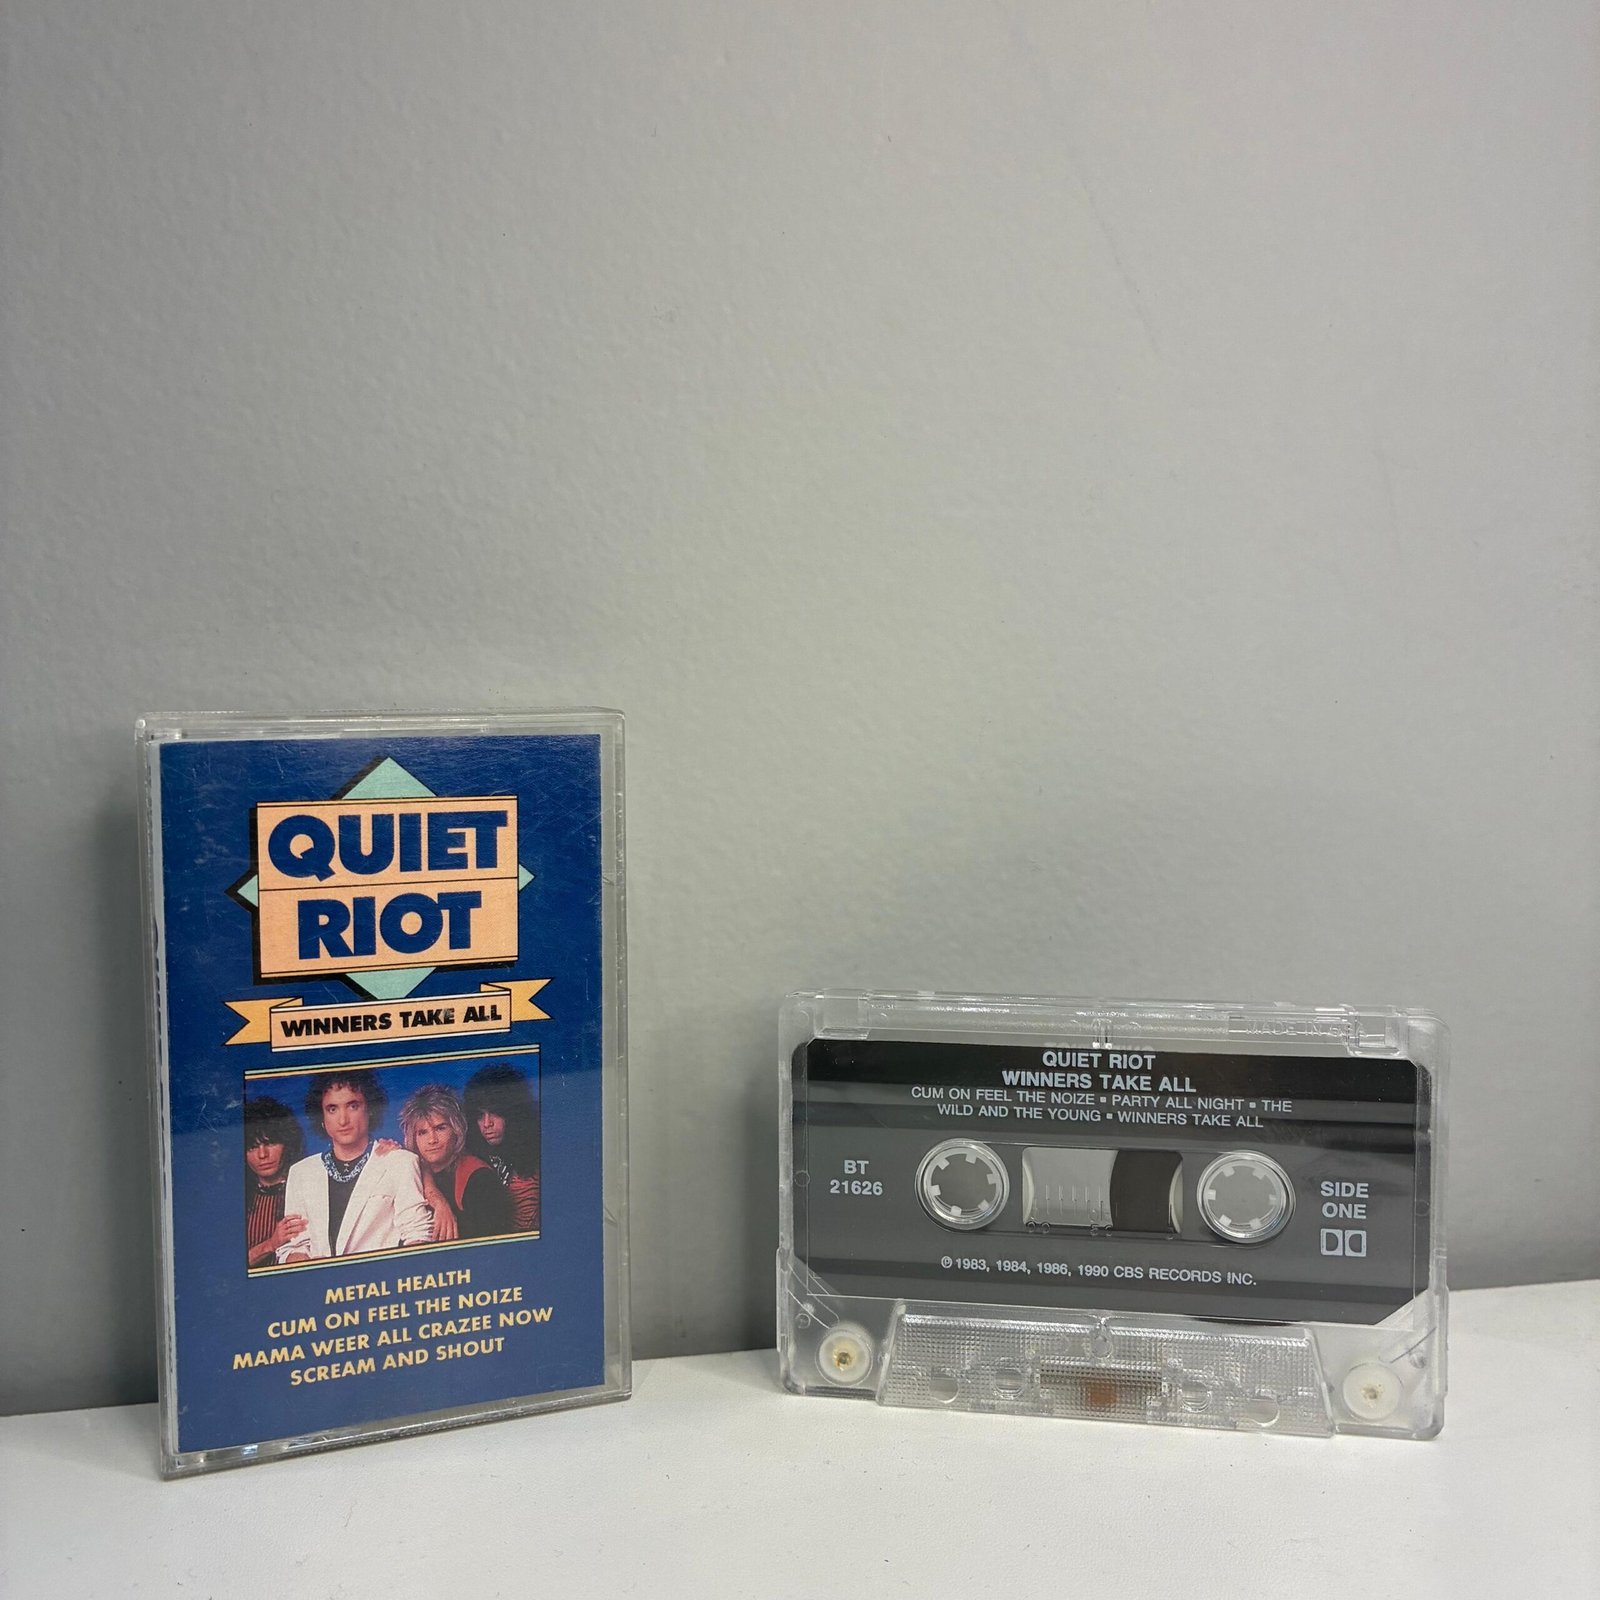 QUIET
RIOT
WINNERS TAKE ALL
METAL HEALTH
CUM ON FEEL THE NOIZE
MAMA WEER ALL CRAZEE NOW
SCREAM AND SHOUT
MADE IN
QUIET RIOT
WINNERS TAKE ALL
CUM ON FEEL THE NOIZE ▪ PARTY ALL NIGHT ▪ THE
WILD AND THE YOUNG ▪ WINNERS TAKE ALL
BT
21626
SIDE
ONE
℗ 1983, 1984, 1986, 1990 CBS RECORDS INC.